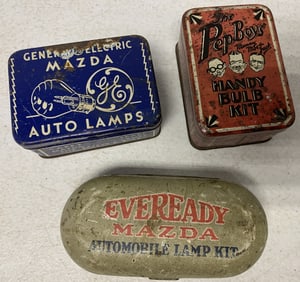 GENERAL ELECTRIC
MAZDA
GE
AUTO LAMPS
The
Pep Boys
HANDY
BULB
KIT
EVEREADY
MAZDA
AUTOMOBILE LAMP KIT